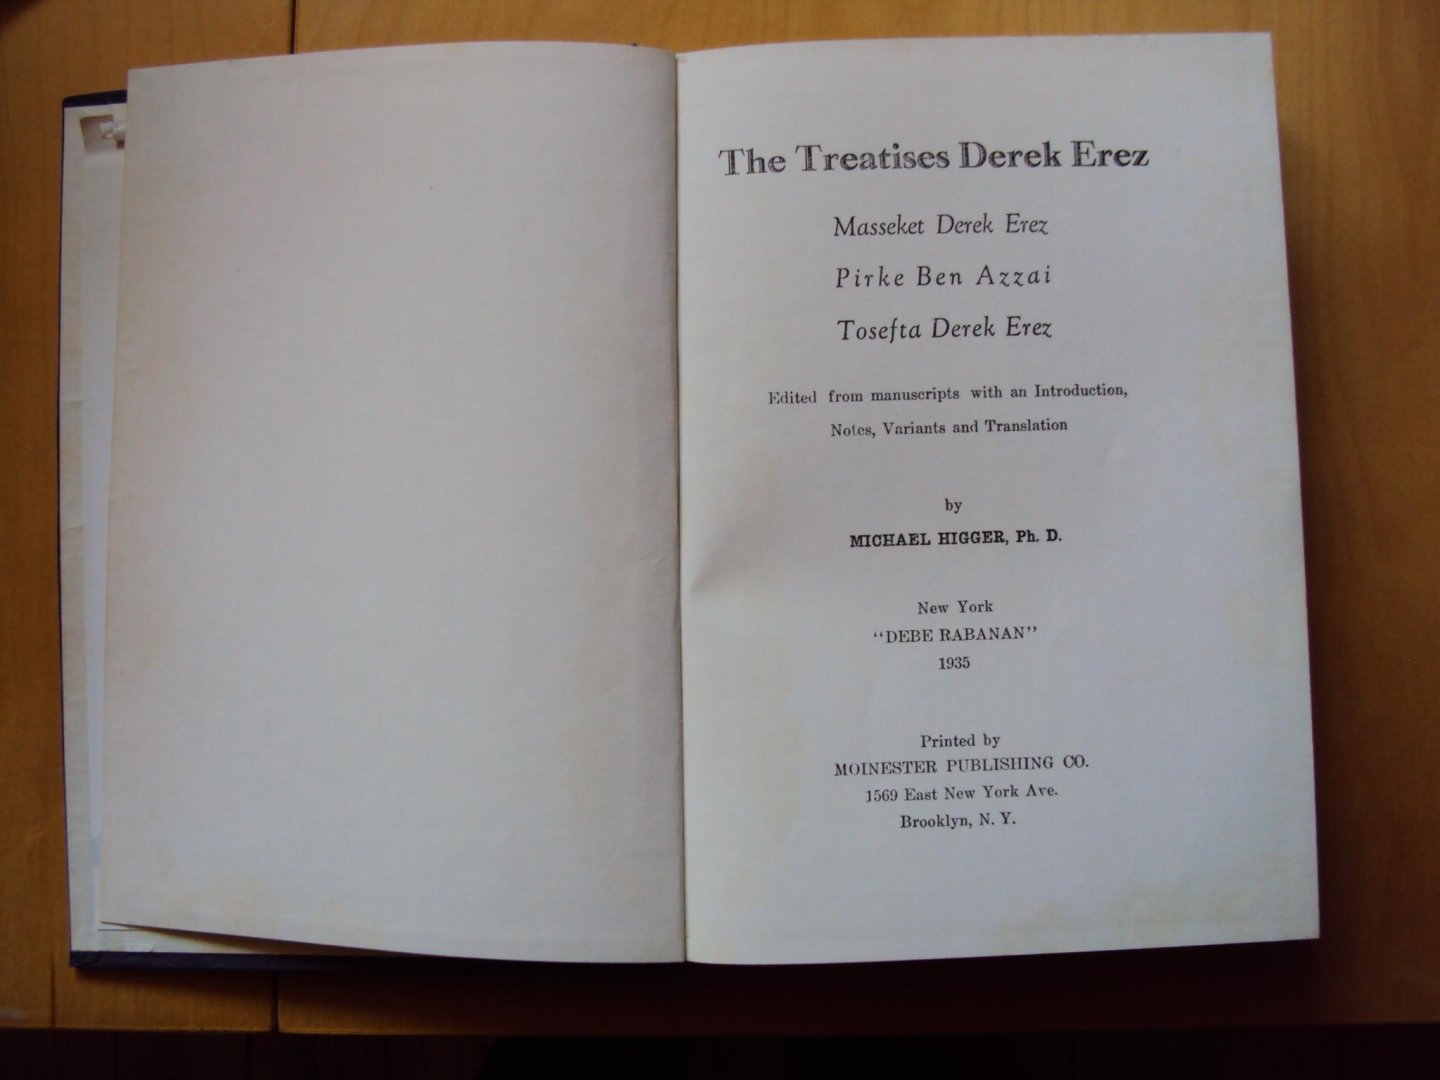 The Treatises Derek Erez
Masseket Derek Erez
Pirke Ben Azzai
Tosefta Derek Erez
Edited from manuscripts with an Introduction,
Notes, Variants and Translation
by
MICHAEL HIGGER, Ph. D.
New York
“DEBE RABANAN”
1935
Printed by
MOINESTER PUBLISHING CO.
1569 East New York Ave.
Brooklyn, N. Y.